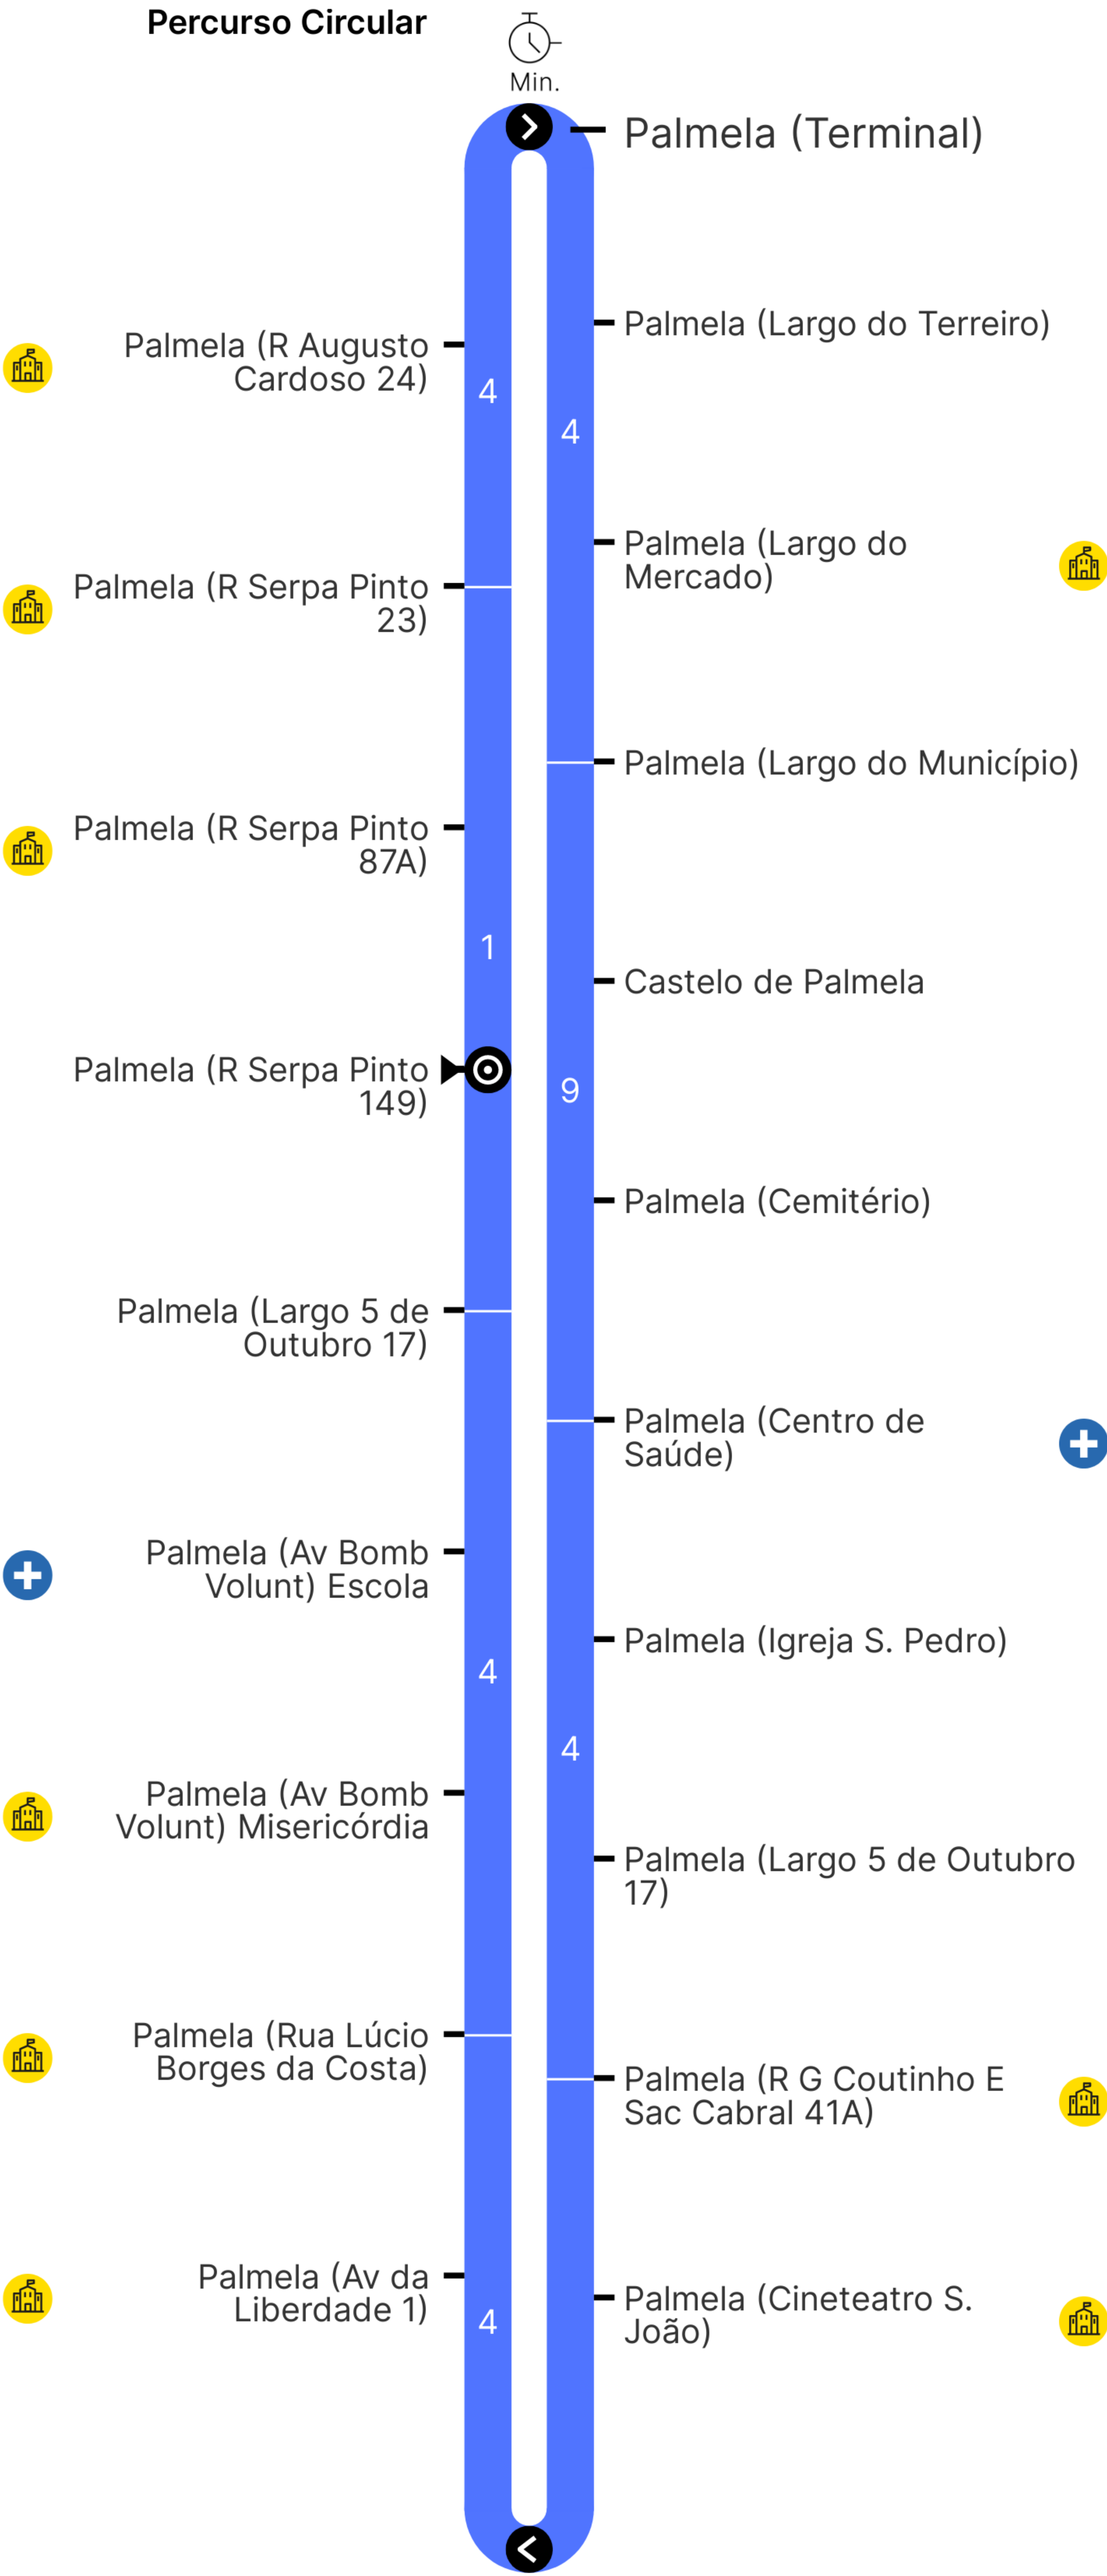 Percurso Circular
Min.
Palmela (Terminal)
Palmela (Largo do Terreiro)
Palmela (R Augusto
Cardoso 24)
4
4
Palmela (Largo do
Mercado)
Palmela (R Serpa Pinto
23)
Palmela (Largo do Município)
Palmela (R Serpa Pinto
87A)
1
Castelo de Palmela
Palmela (R Serpa Pinto
149)
9
Palmela (Cemitério)
Palmela (Largo 5 de
Outubro 17)
Palmela (Centro de
Saúde)
Palmela (Av Bomb
Volunt) Escola
Palmela (Igreja S. Pedro)
4
4
Palmela (Av Bomb
Volunt) Misericórdia
Palmela (Largo 5 de Outubro
17)
Palmela (Rua Lúcio
Borges da Costa)
Palmela (R G Coutinho E
Sac Cabral 41A)
Palmela (Av da
Liberdade 1)
Palmela (Cineteatro S.
João)
4